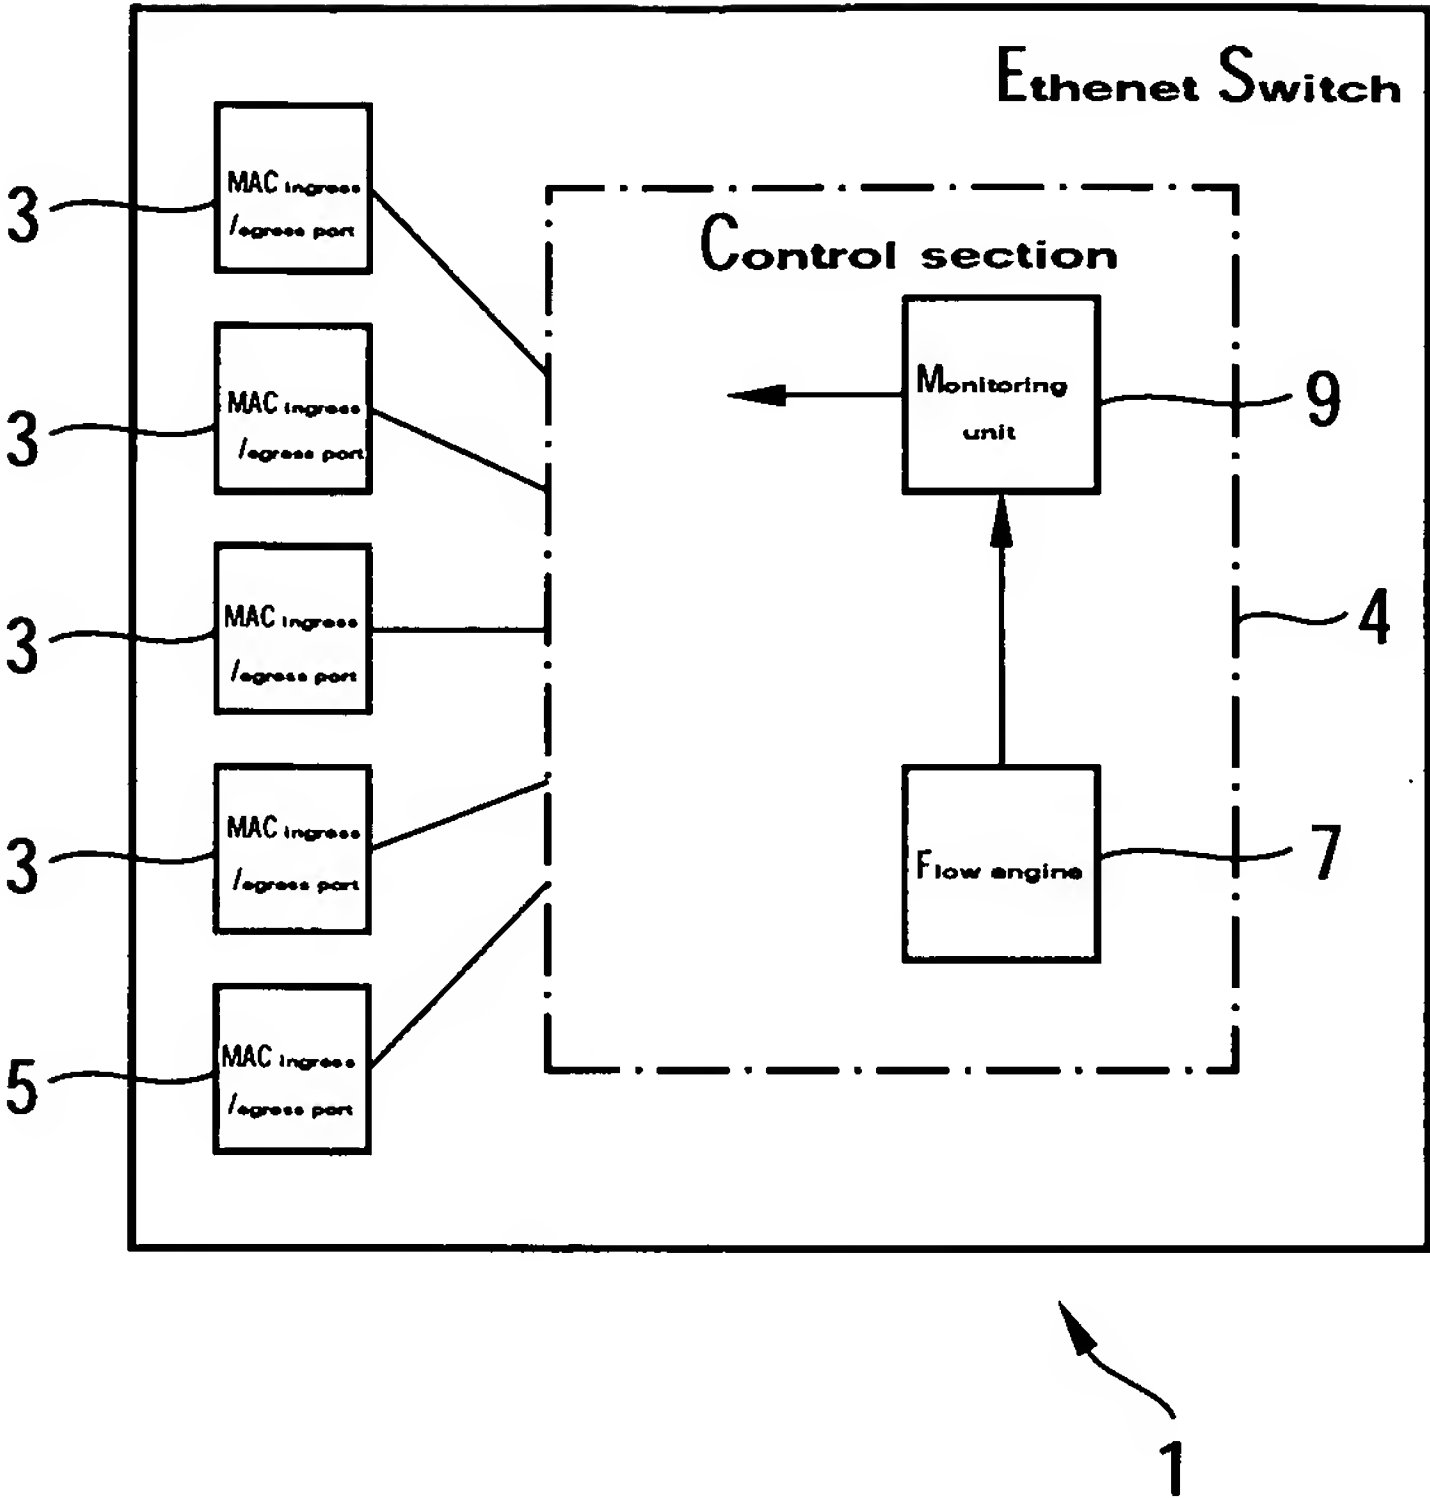 Ethenet Switch
MAC Ingress
/egress port
3
Control section
MAC Ingress
/egress port
3
Monitoring
unit
9
MAC Ingress
/egress port
3
4
MAC Ingress
/egress port
3
Flow engine
7
MAC Ingress
/egress port
5
1